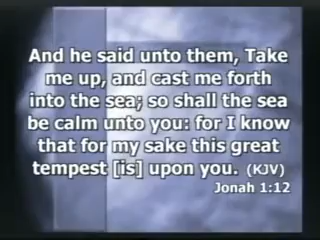 And he said unto them, Take
me up, and cast me forth
into the sea; so shall the sea
be calm unto you: for I know
that for my sake this great
tempest [is] upon you. (KJV)
Jonah 1:12